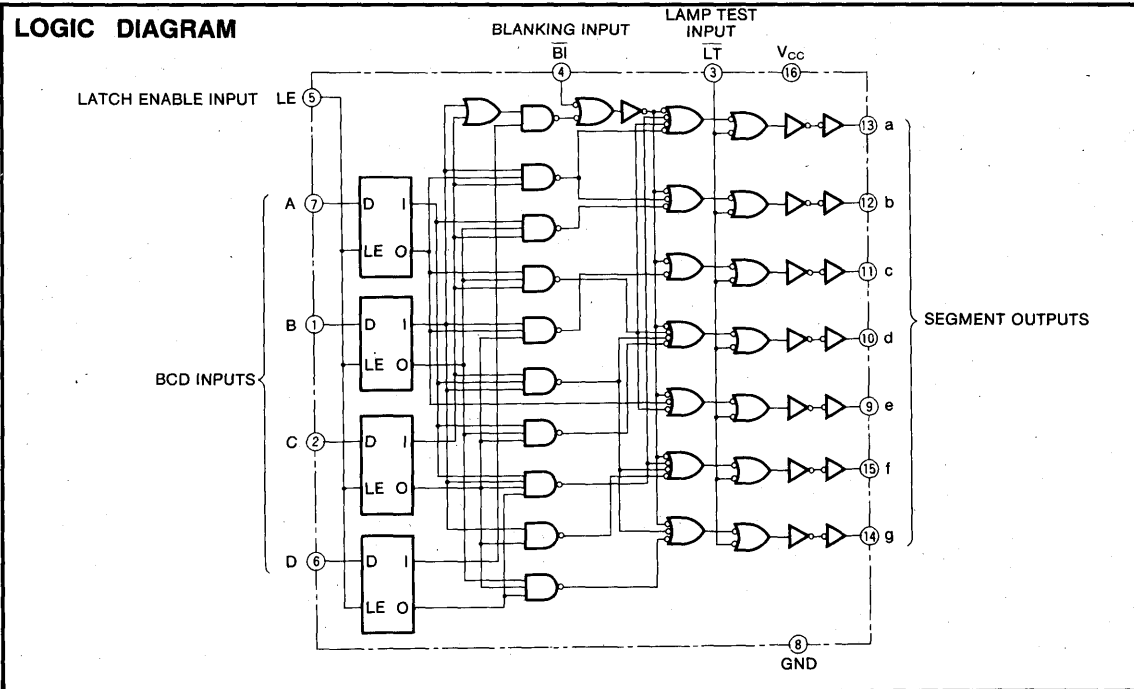 LOGIC DIAGRAM
BLANKING INPUT
BI
4
LAMP TEST
INPUT
LT
3
VCC
16
LATCH ENABLE INPUT LE 5
BCD INPUTS
A 7
D I
LE O
B 1
D I
LE O
C 2
D I
LE O
D 6
D I
LE O
13 a
12 b
11 c
10 d
9 e
15 f
14 g
SEGMENT OUTPUTS
8
GND